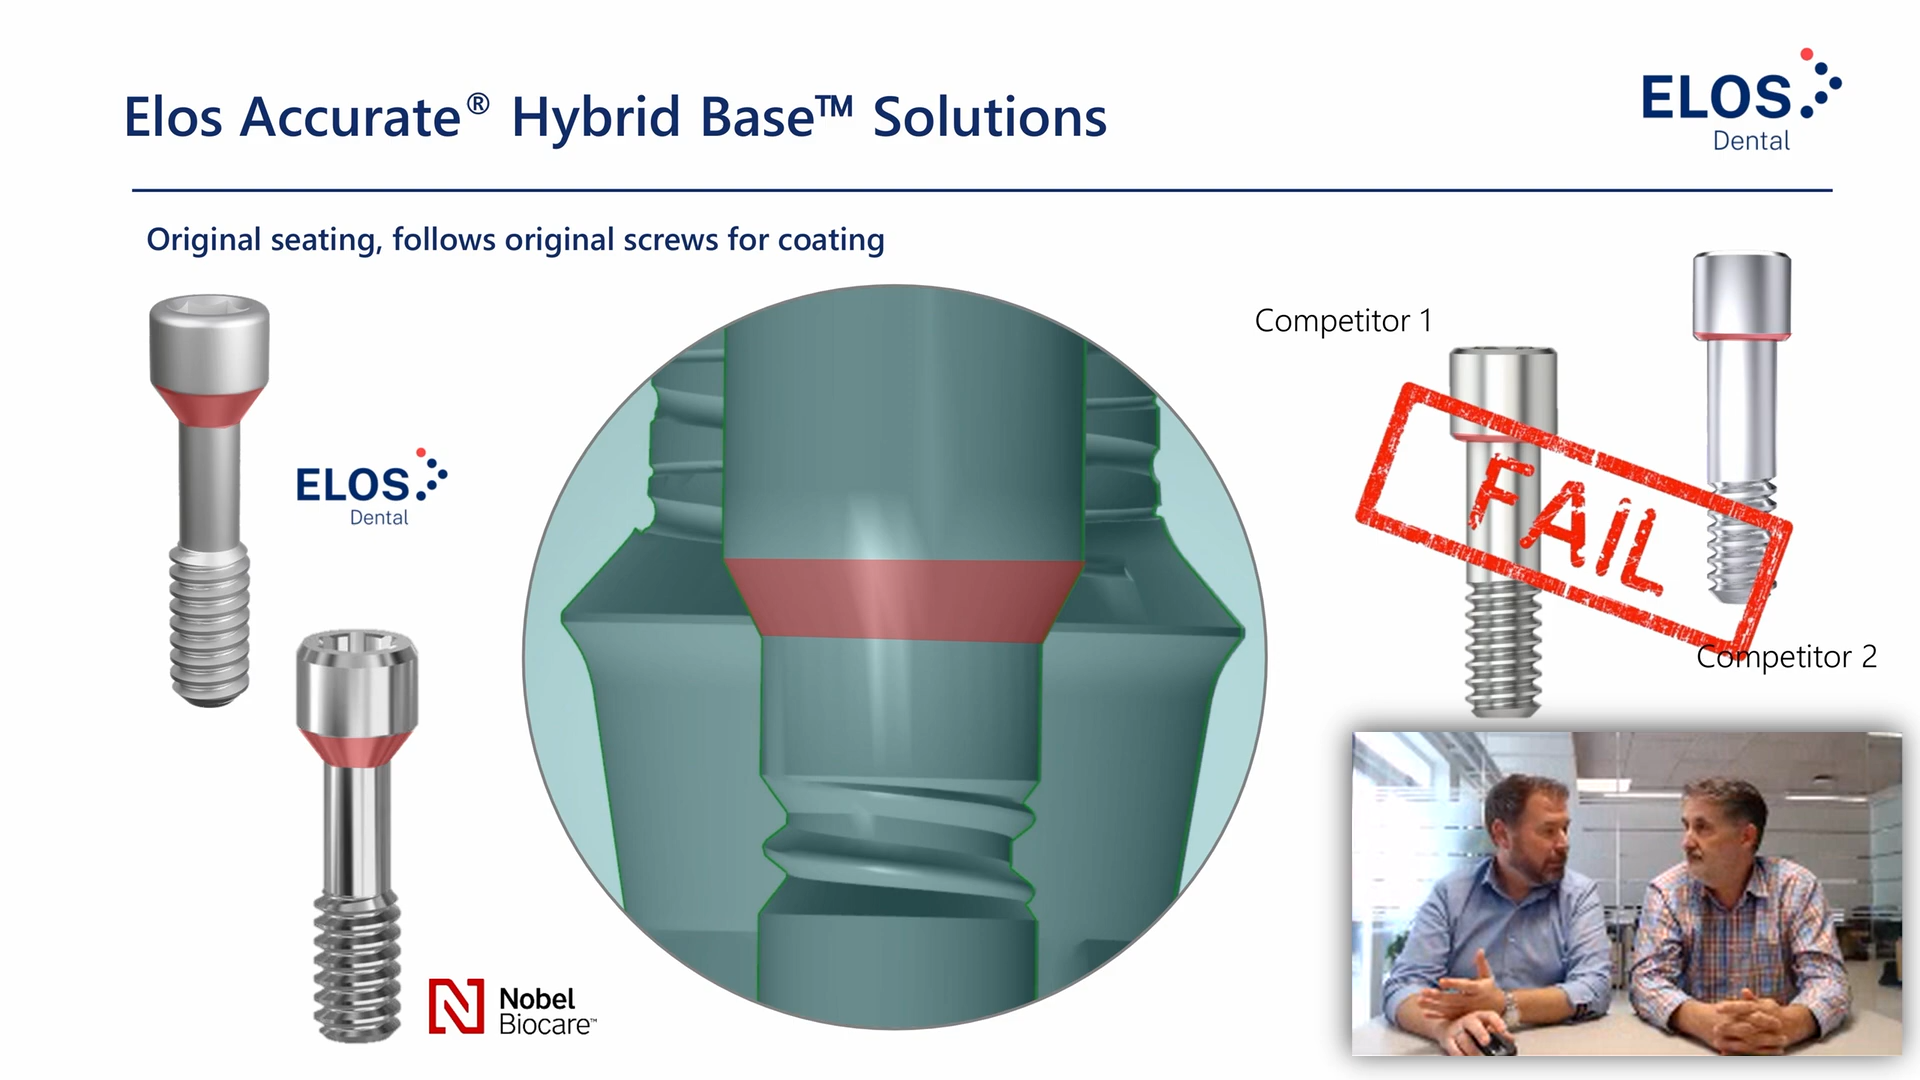 Elos Accurate® Hybrid Base™ Solutions
ELOS
Dental
Original seating, follows original screws for coating
Competitor 1
FAIL
ELOS
Dental
Competitor 2
N Nobel
Biocare™